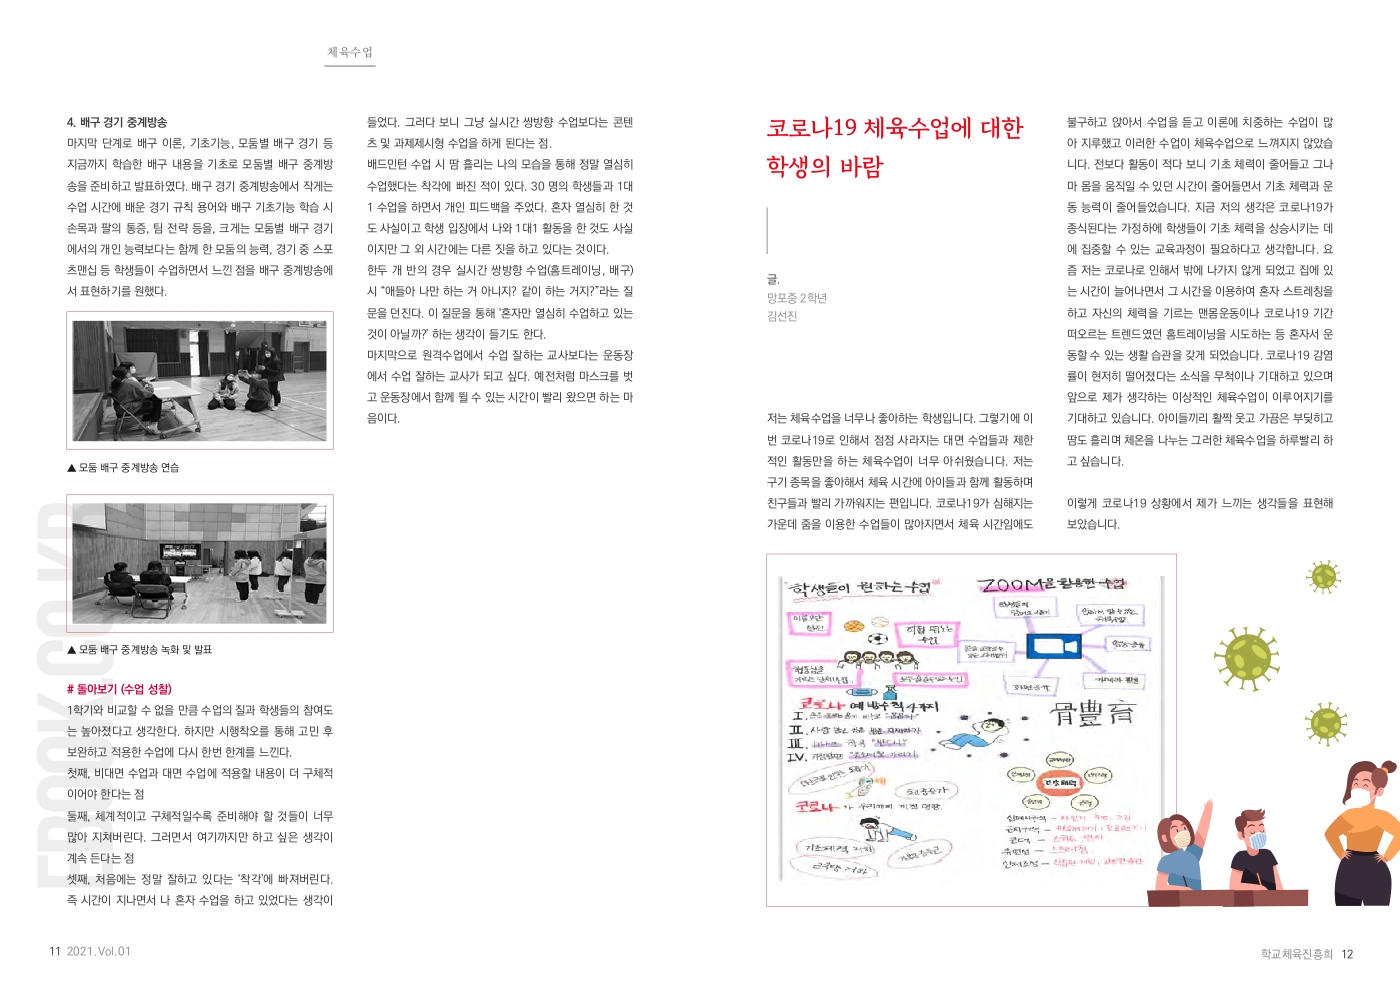 체육수업
4. 배구 경기 중계방송
마지막 단계로 배구 이론, 기초기능, 모둠별 배구 경기 등
지금까지 학습한 배구 내용을 기초로 모둠별 배구 중계방
송을 준비하고 발표하였다. 배구 경기 중계방송에서 작게는
수업 시간에 배운 경기 규칙 용어와 배구 기초기능 학습 시
손목과 팔의 통증, 팀 전략 등을, 크게는 모둠별 배구 경기
에서의 개인 능력보다는 함께 한 모둠의 능력, 경기 중 스포
츠맨십 등 학생들이 수업하면서 느낀 점을 배구 중계방송에
서 표현하기를 원했다.
▲ 모둠 배구 중계방송 연습
▲ 모둠 배구 중계방송 녹화 및 발표
# 돌아보기 (수업 성찰)
1학기와 비교할 수 없을 만큼 수업의 질과 학생들의 참여도
는 높아졌다고 생각한다. 하지만 시행착오를 통해 고민 후
보완하고 적용한 수업에 다시 한번 한계를 느낀다.
첫째, 비대면 수업과 대면 수업에 적용할 내용이 더 구체적
이어야 한다는 점
둘째, 체계적이고 구체적일수록 준비해야 할 것들이 너무
많아 지쳐버린다. 그러면서 여기까지만 하고 싶은 생각이
계속 든다는 점
셋째, 처음에는 정말 잘하고 있다는 '착각'에 빠져버린다.
즉 시간이 지나면서 나 혼자 수업을 하고 있었다는 생각이
들었다. 그러다 보니 그냥 실시간 쌍방향 수업보다는 콘텐
츠 및 과제제시형 수업을 하게 된다는 점.
배드민턴 수업 시 땀 흘리는 나의 모습을 통해 정말 열심히
수업했다는 착각에 빠진 적이 있다. 30 명의 학생들과 1대
1 수업을 하면서 개인 피드백을 주었다. 혼자 열심히 한 것
도 사실이고 학생 입장에서 나와 1대1 활동을 한 것도 사실
이지만 그 외 시간에는 다른 짓을 하고 있다는 것이다.
한두 개 반의 경우 실시간 쌍방향 수업(홈트레이닝, 배구)
시 “애들아 나만 하는 거 아니지? 같이 하는 거지?”라는 질
문을 던진다. 이 질문을 통해 '혼자만 열심히 수업하고 있는
것이 아닐까?' 하는 생각이 들기도 한다.
마지막으로 원격수업에서 수업 잘하는 교사보다는 운동장
에서 수업 잘하는 교사가 되고 싶다. 예전처럼 마스크를 벗
고 운동장에서 함께 뛸 수 있는 시간이 빨리 왔으면 하는 마
음이다.
EBOOK.CO.KR
11 2021.Vol.01
코로나19 체육수업에 대한
학생의 바람
글.
망포중 2학년
김선진
저는 체육수업을 너무나 좋아하는 학생입니다. 그렇기에 이
번 코로나19로 인해서 점점 사라지는 대면 수업들과 제한
적인 활동만을 하는 체육수업이 너무 아쉬웠습니다. 저는
구기 종목을 좋아해서 체육 시간에 아이들과 함께 활동하며
친구들과 빨리 가까워지는 편입니다. 코로나19가 심해지는
가운데 줌을 이용한 수업들이 많아지면서 체육 시간임에도
불구하고 앉아서 수업을 듣고 이론에 치중하는 수업이 많
아 지루했고 이러한 수업이 체육수업으로 느껴지지 않았습
니다. 전보다 활동이 적다 보니 기초 체력이 줄어들고 그나
마 몸을 움직일 수 있던 시간이 줄어들면서 기초 체력과 운
동 능력이 줄어들었습니다. 지금 저의 생각은 코로나19가
종식된다는 가정하에 학생들이 기초 체력을 상승시키는 데
에 집중할 수 있는 교육과정이 필요하다고 생각합니다. 요
즘 저는 코로나로 인해서 밖에 나가지 않게 되었고 집에 있
는 시간이 늘어나면서 그 시간을 이용하여 혼자 스트레칭을
하고 자신의 체력을 기르는 맨몸운동이나 코로나19 기간
떠오르는 트렌드였던 홈트레이닝을 시도하는 등 혼자서 운
동할 수 있는 생활 습관을 갖게 되었습니다. 코로나19 감염
률이 현저히 떨어졌다는 소식을 무척이나 기대하고 있으며
앞으로 제가 생각하는 이상적인 체육수업이 이루어지기를
기대하고 있습니다. 아이들끼리 활짝 웃고 가끔은 부딪히고
땀도 흘리며 체온을 나누는 그러한 체육수업을 하루빨리 하
고 싶습니다.
이렇게 코로나19 상황에서 제가 느끼는 생각들을 표현해
보았습니다.
학생들이 원하는 수업
ZOOM을 활용한 수업
직접 뛰는
수업
코로나 예방수칙 4가지
I.
II.
III.
IV.
骨豊育
코로나가 우리에게 끼친 영향
학교체육진흥회 12